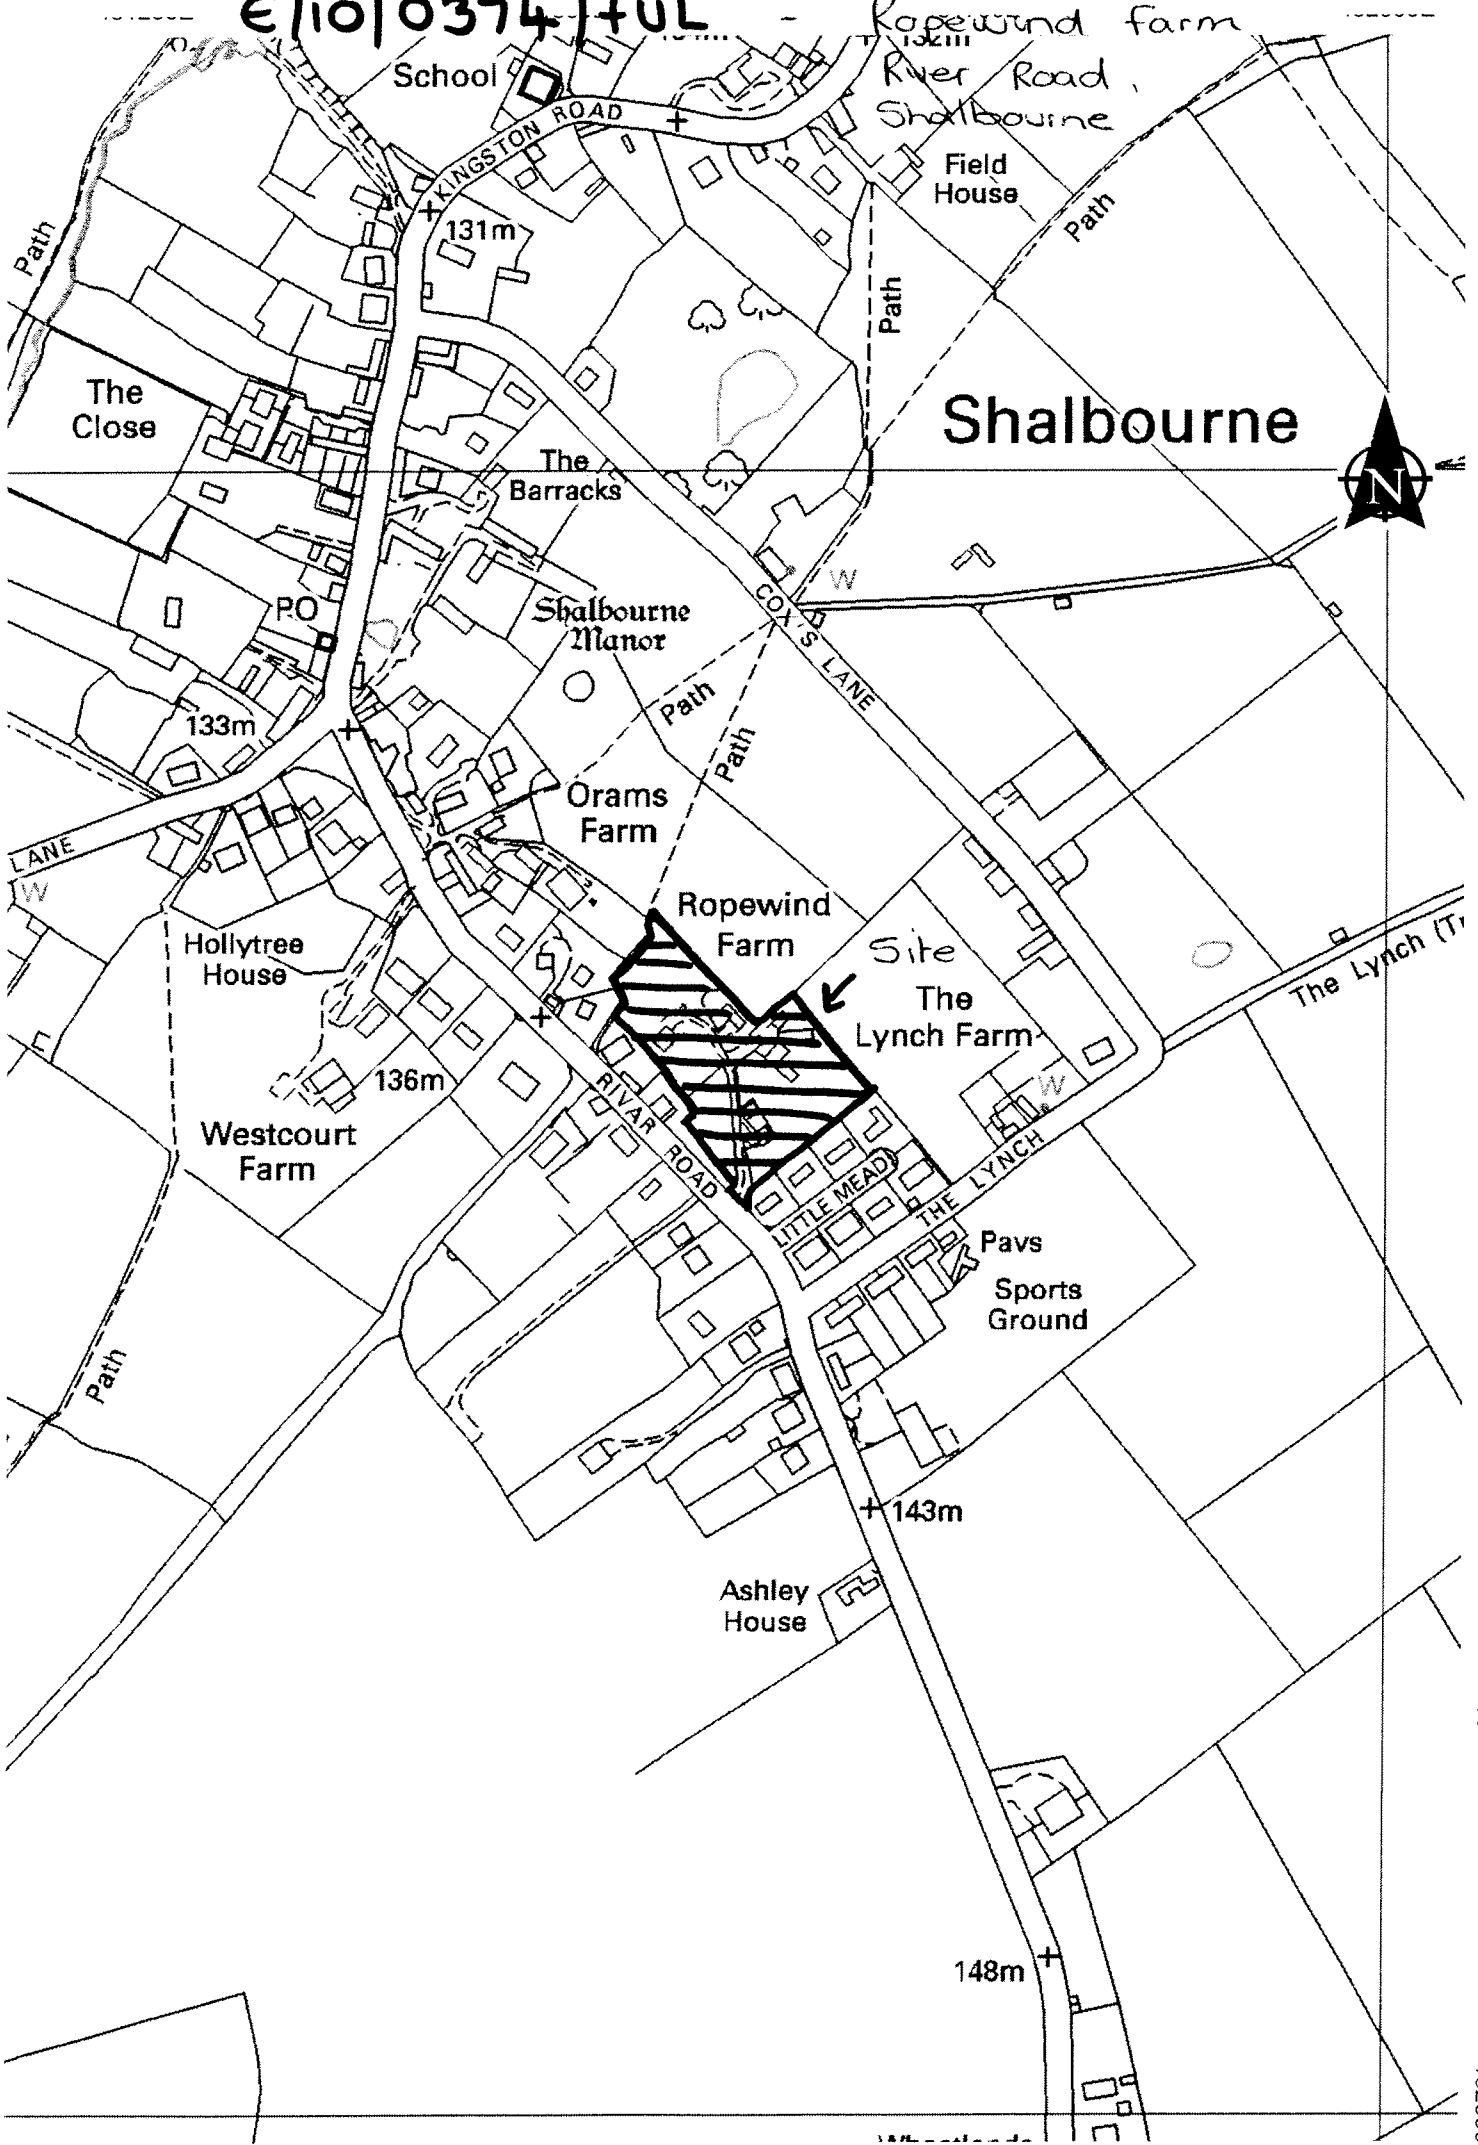 E/10/0394/FUL - Ropewind Farm
River Road,
Shalbourne
School
KINGSTON ROAD
Field
House
131m
Path
Path
Path
The
Close
Shalbourne
N
The
Barracks
W
COX'S LANE
P.O
Shalbourne
Manor
Path
Path
133m
Orams
Farm
LANE
W
Ropewind
Farm
Hollytree
House
Site
The
Lynch Farm
The Lynch
136m
W
RIVAR ROAD
Westcourt
Farm
LITTLE MEAD
THE LYNCH
Pavs
Sports
Ground
Path
143m
Ashley
House
148m